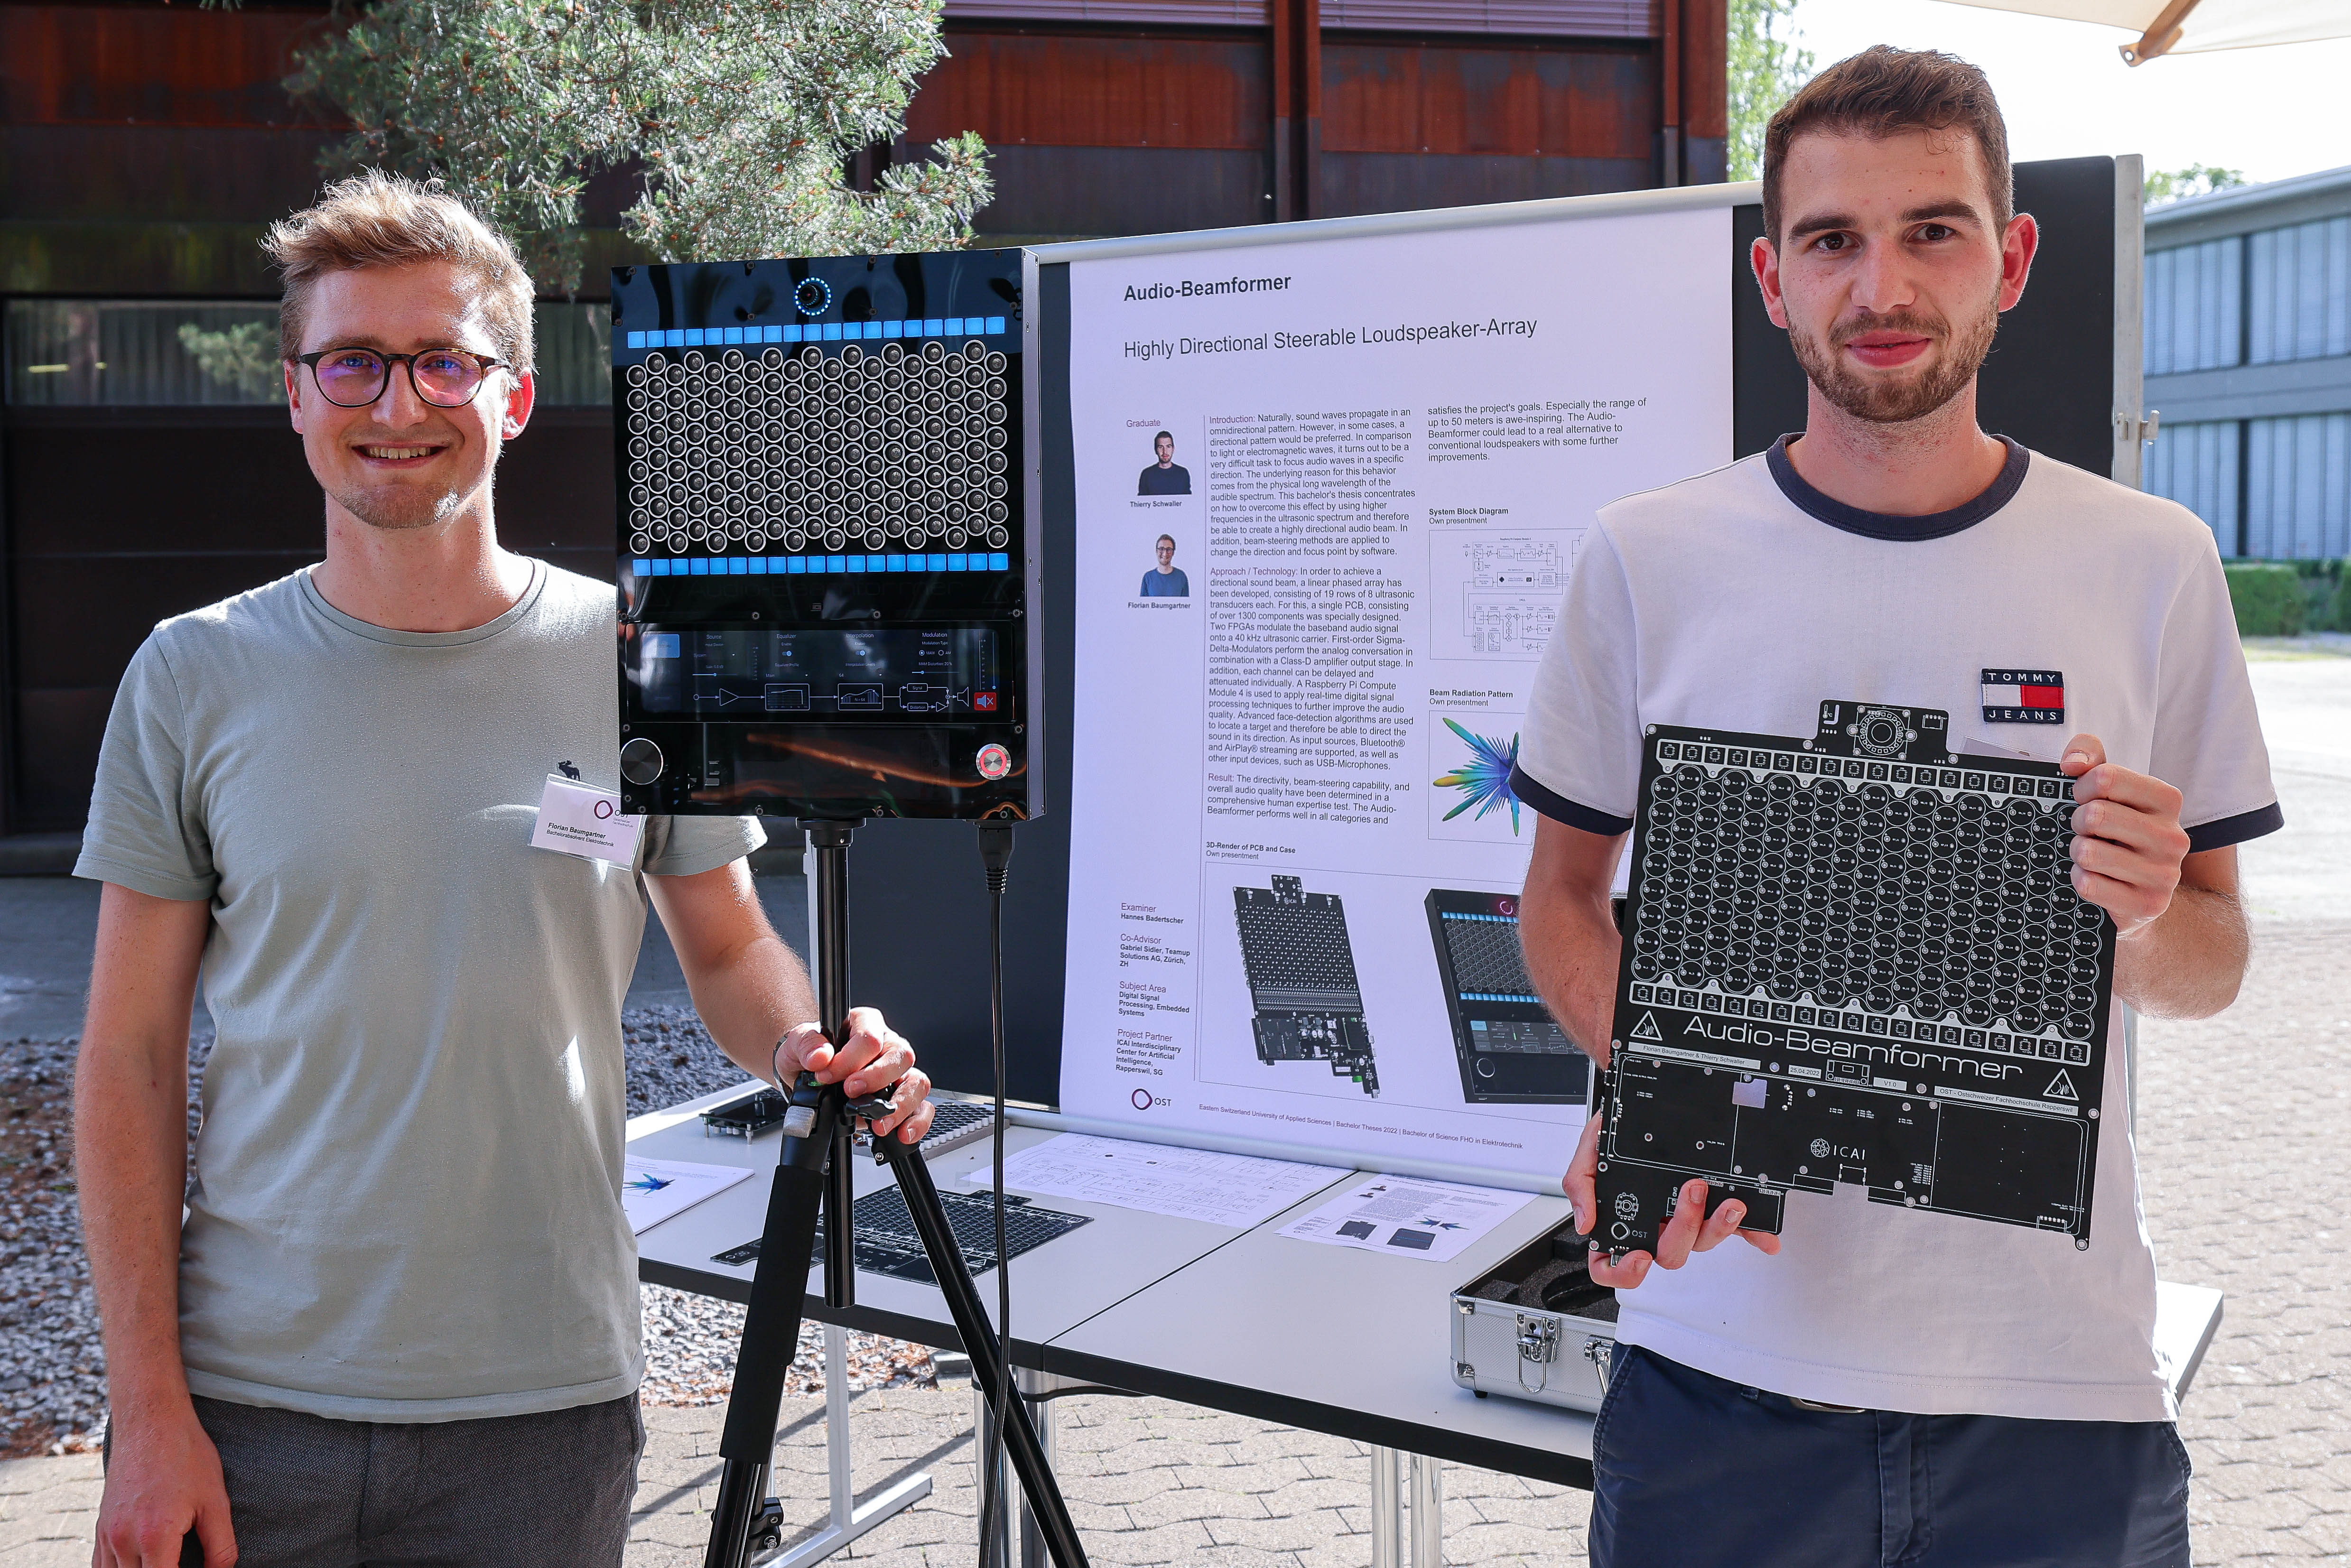 Audio-Beamformer
Highly Directional Steerable Loudspeaker-Array
Graduate
Thierry Schwaller
Florian Baumgartner
Introduction: Naturally, sound waves propagate in an
omnidirectional pattern. However, in some cases, a
directional pattern would be preferred. In comparison
to light or electromagnetic waves, it turns out to be a
very difficult task to focus audio waves in a specific
direction. The underlying reason for this behavior
comes from the physical long wavelength of the
audible spectrum. This bachelor's thesis concentrates
on how to overcome this effect by using higher
frequencies in the ultrasonic spectrum and therefore
be able to create a highly directional audio beam. In
addition, beam-steering methods are applied to
change the direction and focus point by software.
Approach / Technology: In order to achieve a
directional sound beam, a linear phased array has
been developed, consisting of 19 rows of 8 ultrasonic
transducers each. For this, a single PCB, consisting
of over 1300 components was specially designed.
Two FPGAs modulate the baseband audio signal
onto a 40 kHz ultrasonic carrier. First-order Sigma-
Delta-Modulators perform the analog conversation in
combination with a Class-D amplifier output stage. In
addition, each channel can be delayed and
attenuated individually. A Raspberry Pi Compute
Module 4 is used to apply real-time digital signal
processing techniques to further improve the audio
quality. Advanced face-detection algorithms are used
to locate a target and therefore be able to direct the
sound in its direction. As input sources, Bluetooth®
and AirPlay® streaming are supported, as well as
other input devices, such as USB-Microphones.
Result: The directivity, beam-steering capability, and
overall audio quality have been determined in a
comprehensive human expertise test. The Audio-
Beamformer performs well in all categories and
satisfies the project's goals. Especially the range of
up to 50 meters is awe-inspiring. The Audio-
Beamformer could lead to a real alternative to
conventional loudspeakers with some further
improvements.
System Block Diagram
Own presentment
Beam Radiation Pattern
Own presentment
3D-Render of PCB and Case
Own presentment
Examiner
Hannes Badertscher
Co-Advisor
Gabriel Sidler, Teamup
Solutions AG, Zürich,
ZH
Subject Area
Digital Signal
Processing, Embedded
Systems
Project Partner
ICAI Interdisciplinary
Center for Artificial
Intelligence,
Rapperswil, SG
OST
Eastern Switzerland University of Applied Sciences | Bachelor Theses 2022 | Bachelor of Science FHO in Elektrotechnik
Source
Equalizer
Interpolation
Modulation
OST
Florian Baumgartner
Bachelorabsolvent Elektrotechnik
TOMMY
JEANS
Audio-Beamformer
Florian Baumgartner & Thierry Schwaller
25.04.2022
V1.0
OST - Ostschweizer Fachhochschule Rapperswil
ICAI
OST